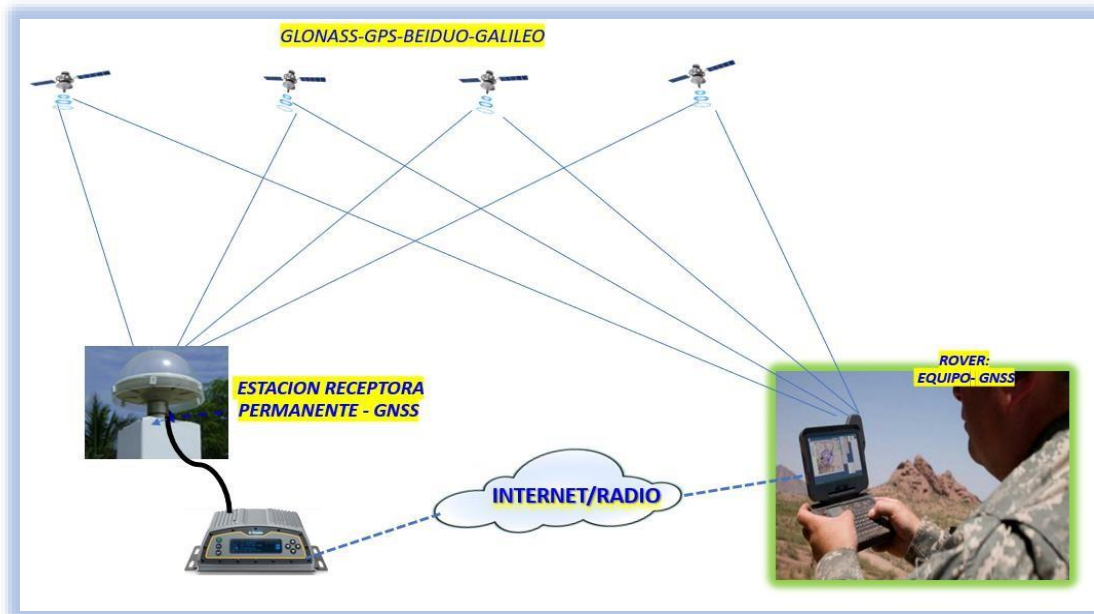 GLONASS-GPS-BEIDUO-GALILEO
ESTACION RECEPTORA
PERMANENTE - GNSS
ROVER:
EQUIPO- GNSS
INTERNET/RADIO